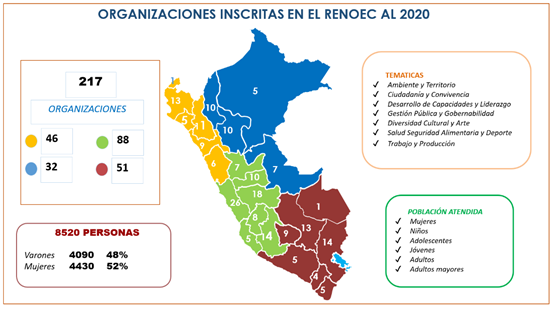 ORGANIZACIONES INSCRITAS EN EL RENOEC AL 2020
217
ORGANIZACIONES
46
88
32
51
8520 PERSONAS
Varones 4090 48%
Mujeres 4430 52%
1
13
5
1
9
6
5
10
10
7
7
10
18
26
8
5
14
1
13
9
14
5
4
5
TEMATICAS
✓ Ambiente y Territorio
✓ Ciudadanía y Convivencia
✓ Desarrollo de Capacidades y Liderazgo
✓ Gestión Pública y Gobernabilidad
✓ Diversidad Cultural y Arte
✓ Salud Seguridad Alimentaria y Deporte
✓ Trabajo y Producción
POBLACIÓN ATENDIDA
✓ Mujeres
✓ Niños
✓ Adolescentes
✓ Jóvenes
✓ Adultos
✓ Adultos mayores